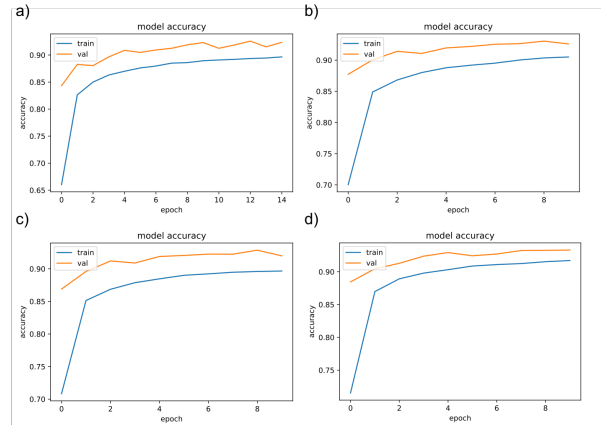 a)
model accuracy
train
val
accuracy
0.90
0.85
0.80
0.75
0.70
0.65
0 2 4 6 8 10 12 14
epoch
b)
model accuracy
train
val
accuracy
0.90
0.85
0.80
0.75
0.70
0 2 4 6 8
epoch
c)
model accuracy
train
val
accuracy
0.90
0.85
0.80
0.75
0.70
0 2 4 6 8
epoch
d)
model accuracy
train
val
accuracy
0.90
0.85
0.80
0.75
0 2 4 6 8
epoch